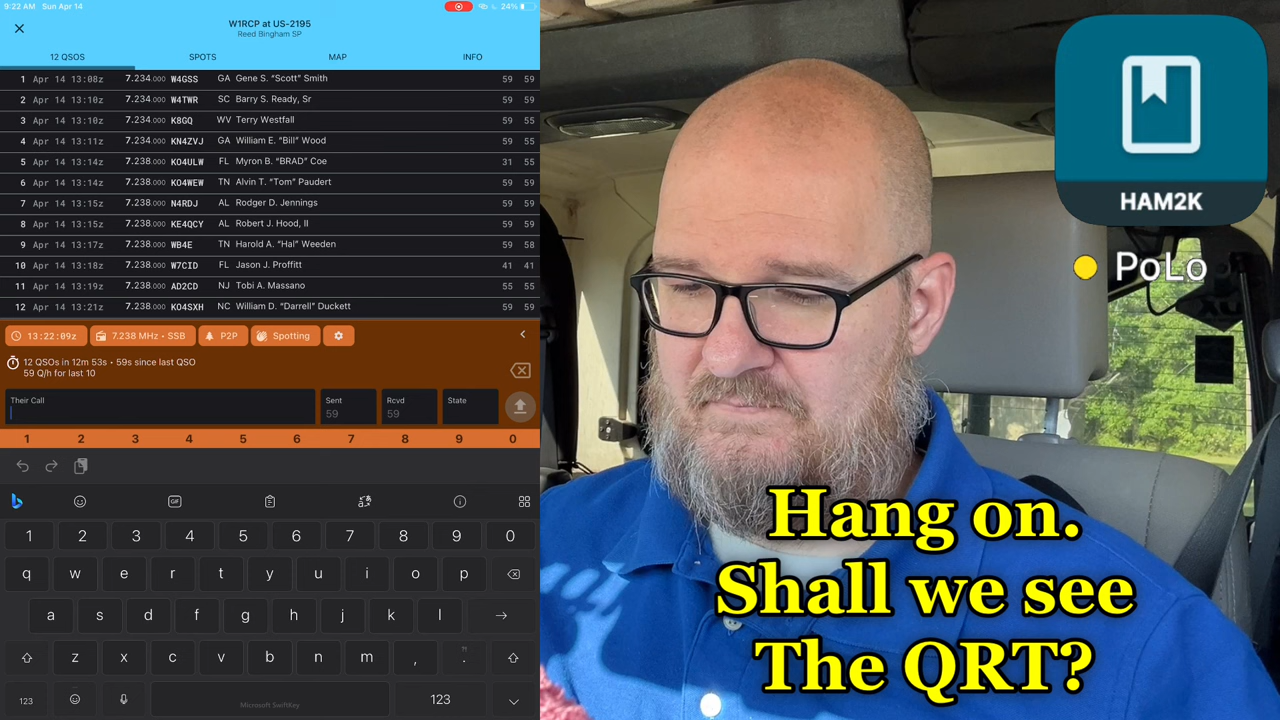 9:22 AM Sun Apr 14
24%
W1RCP at US-2195
Reed Bingham SP
12 QSOS SPOTS MAP INFO
1 Apr 14 13:08z 7.234.000 W4GSS GA Gene S. "Scott" Smith 59 59
2 Apr 14 13:10z 7.234.000 W4TWR SC Barry S. Ready, Sr 59 55
3 Apr 14 13:10z 7.234.000 K8GQ WV Terry Westfall 59 55
4 Apr 14 13:11z 7.234.000 KN4ZVJ GA William E. "Bill" Wood 59 55
5 Apr 14 13:14z 7.238.000 KO4ULW FL Myron B. "BRAD" Coe 31 55
6 Apr 14 13:14z 7.238.000 KO4WEW TN Alvin T. "Tom" Paudert 59 59
7 Apr 14 13:15z 7.238.000 N4RDJ AL Rodger D. Jennings 59 59
8 Apr 14 13:15z 7.238.000 KE4QCY AL Robert J. Hood, II 59 59
9 Apr 14 13:17z 7.238.000 WB4E TN Harold A. "Hal" Weeden 59 58
10 Apr 14 13:18z 7.238.000 W7CID FL Jason J. Proffitt 41 41
11 Apr 14 13:19z 7.238.000 AD2CD NJ Tobi A. Massano 55 55
12 Apr 14 13:21z 7.238.000 KO4SXH NC William D. "Darrell" Duckett 59 59
13:22:09z 7.238 MHz • SSB P2P Spotting
12 QSOs in 12m 53s • 59s since last QSO
59 Q/h for last 10
Their Call Sent Rcvd State
59 59
1 2 3 4 5 6 7 8 9 0
GIF
1 2 3 4 5 6 7 8 9 0
q w e r t y u i o p
a s d f g h j k l
z x c v b n m ,
123 Microsoft SwiftKey 123
HAM2K
PoLo
Hang on.
Shall we see
The QRT?